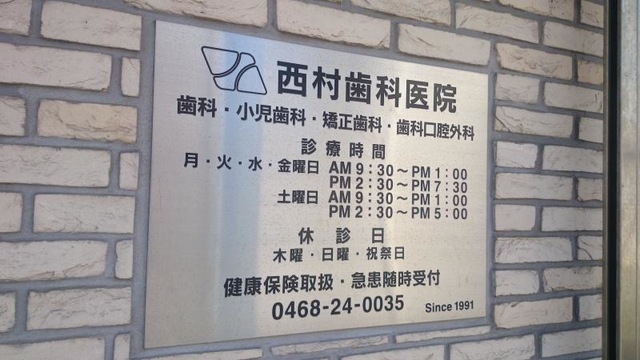 西村歯科医院
歯科・小児歯科・矯正歯科・歯科口腔外科
診療時間
月・火・水・金曜日 AM 9：30～PM 1：00
PM 2：30～PM 7：30
土曜日 AM 9：30～PM 1：00
PM 2：30～PM 5：00
休診日
木曜・日曜・祝祭日
健康保険取扱・急患随時受付
0468-24-0035 Since 1991